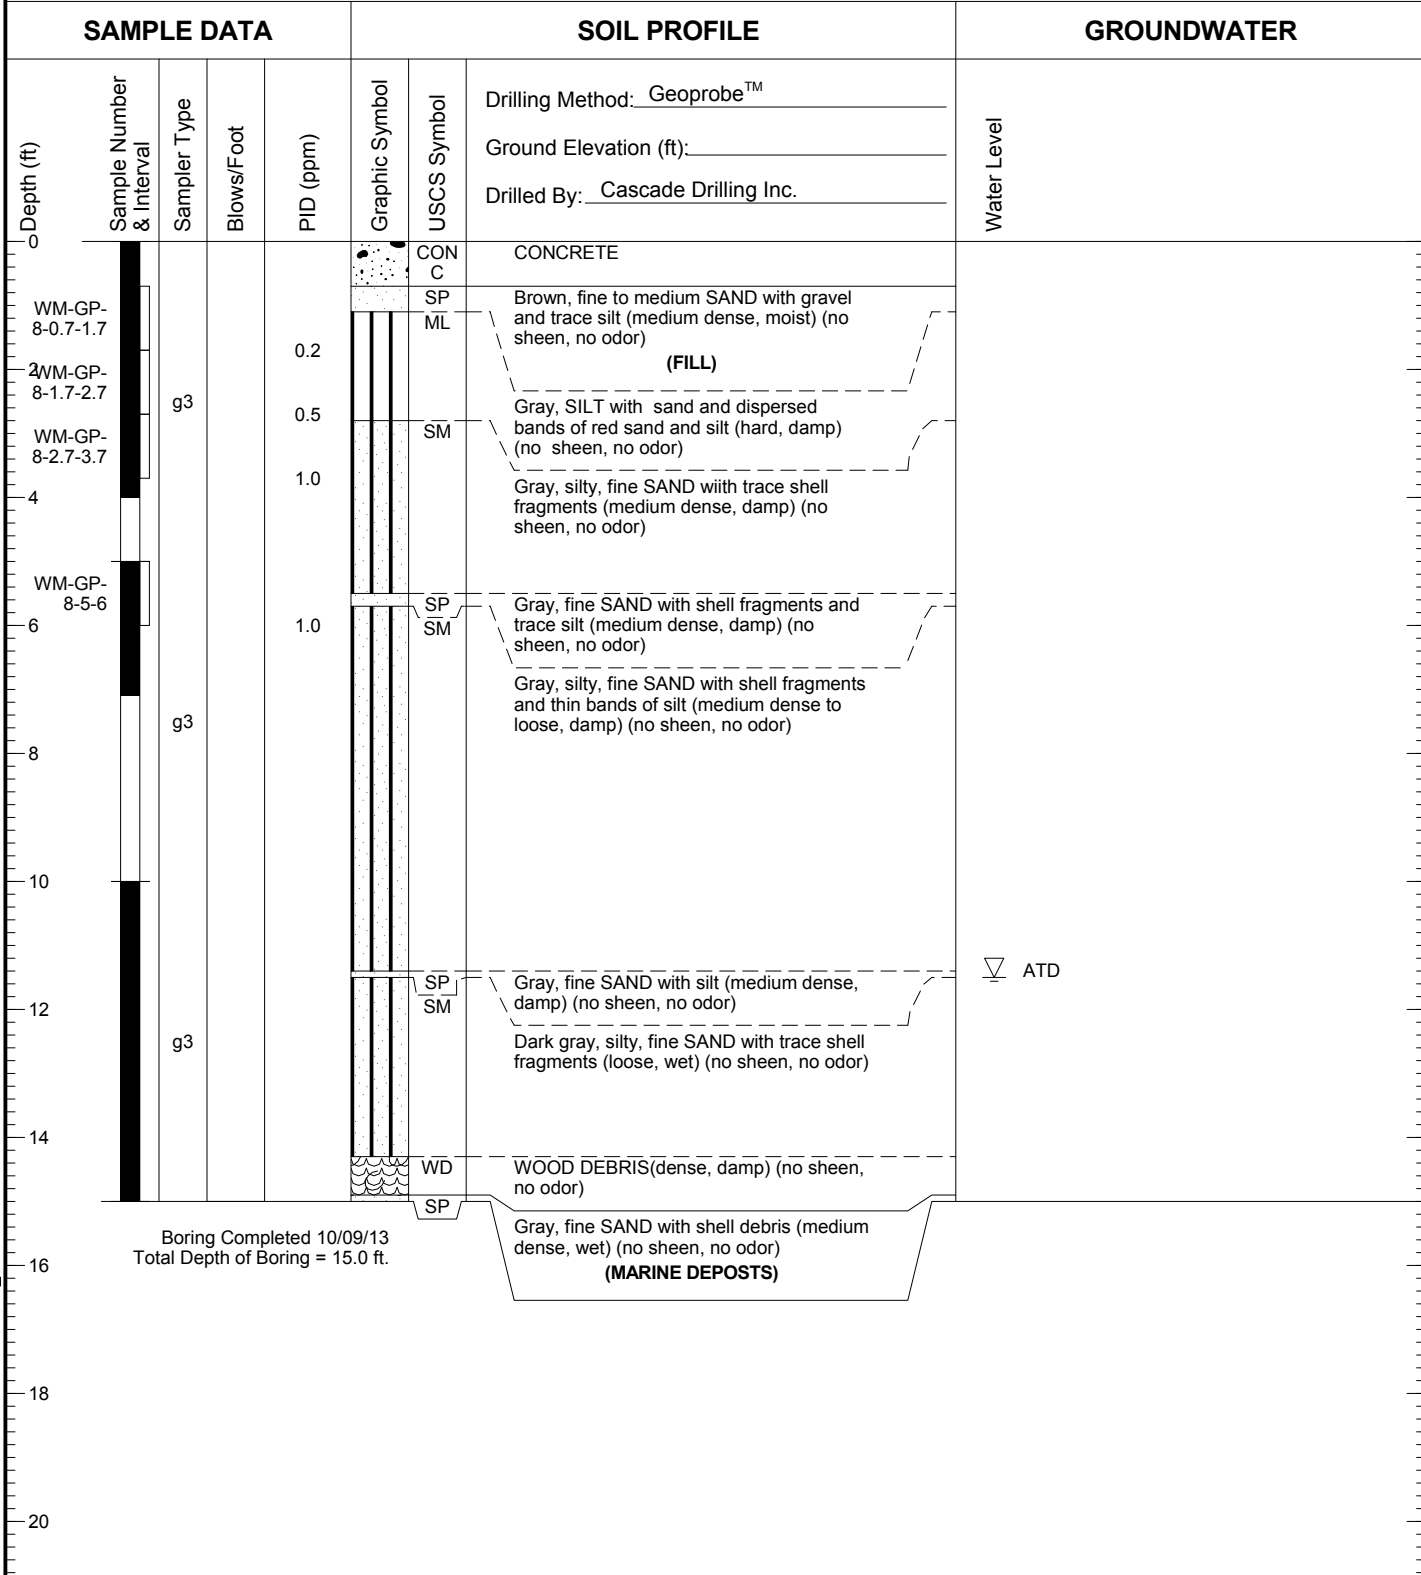 SAMPLE DATA
SOIL PROFILE
GROUNDWATER
Depth (ft)
Sample Number
& Interval
Sampler Type
Blows/Foot
PID (ppm)
Graphic Symbol
USCS Symbol
Drilling Method: Geoprobe™
Ground Elevation (ft):
Drilled By: Cascade Drilling Inc.
Water Level
0
CON
C
CONCRETE
WM-GP-
8-0.7-1.7
SP
Brown, fine to medium SAND with gravel
and trace silt (medium dense, moist) (no
sheen, no odor)
(FILL)
ML
0.2
2
WM-GP-
8-1.7-2.7
g3
0.5
Gray, SILT with sand and dispersed
bands of red sand and silt (hard, damp)
(no sheen, no odor)
WM-GP-
8-2.7-3.7
SM
1.0
Gray, silty, fine SAND wiith trace shell
fragments (medium dense, damp) (no
sheen, no odor)
4
WM-GP-
8-5-6
SP
Gray, fine SAND with shell fragments and
trace silt (medium dense, damp) (no
sheen, no odor)
6
1.0
SM
Gray, silty, fine SAND with shell fragments
and thin bands of silt (medium dense to
loose, damp) (no sheen, no odor)
g3
8
10
ATD
SP
Gray, fine SAND with silt (medium dense,
damp) (no sheen, no odor)
12
SM
g3
Dark gray, silty, fine SAND with trace shell
fragments (loose, wet) (no sheen, no odor)
14
WD
WOOD DEBRIS(dense, damp) (no sheen,
no odor)
SP
Gray, fine SAND with shell debris (medium
dense, wet) (no sheen, no odor)
(MARINE DEPOSTS)
Boring Completed 10/09/13
Total Depth of Boring = 15.0 ft.
16
18
20